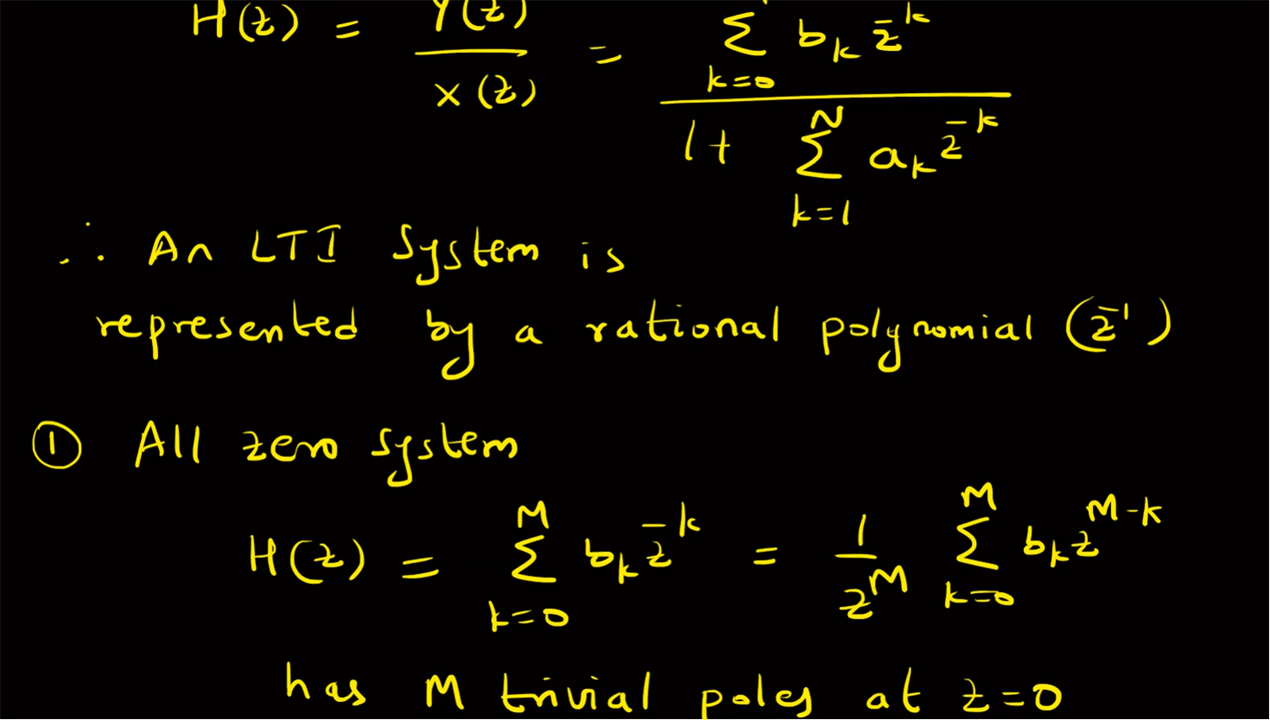 H(z) = Y(z) / X(z) = Σ_{k=0} b_k z^{-k} / (1 + Σ_{k=1}^{N} a_k z^{-k})
∴ An LTI system is
represented by a rational polynomial (z^{-1})
① All zero system
H(z) = Σ_{k=0}^{M} b_k z^{-k} = 1/z^{M} Σ_{k=0}^{M} b_k z^{M-k}
has M trivial poles at z=0